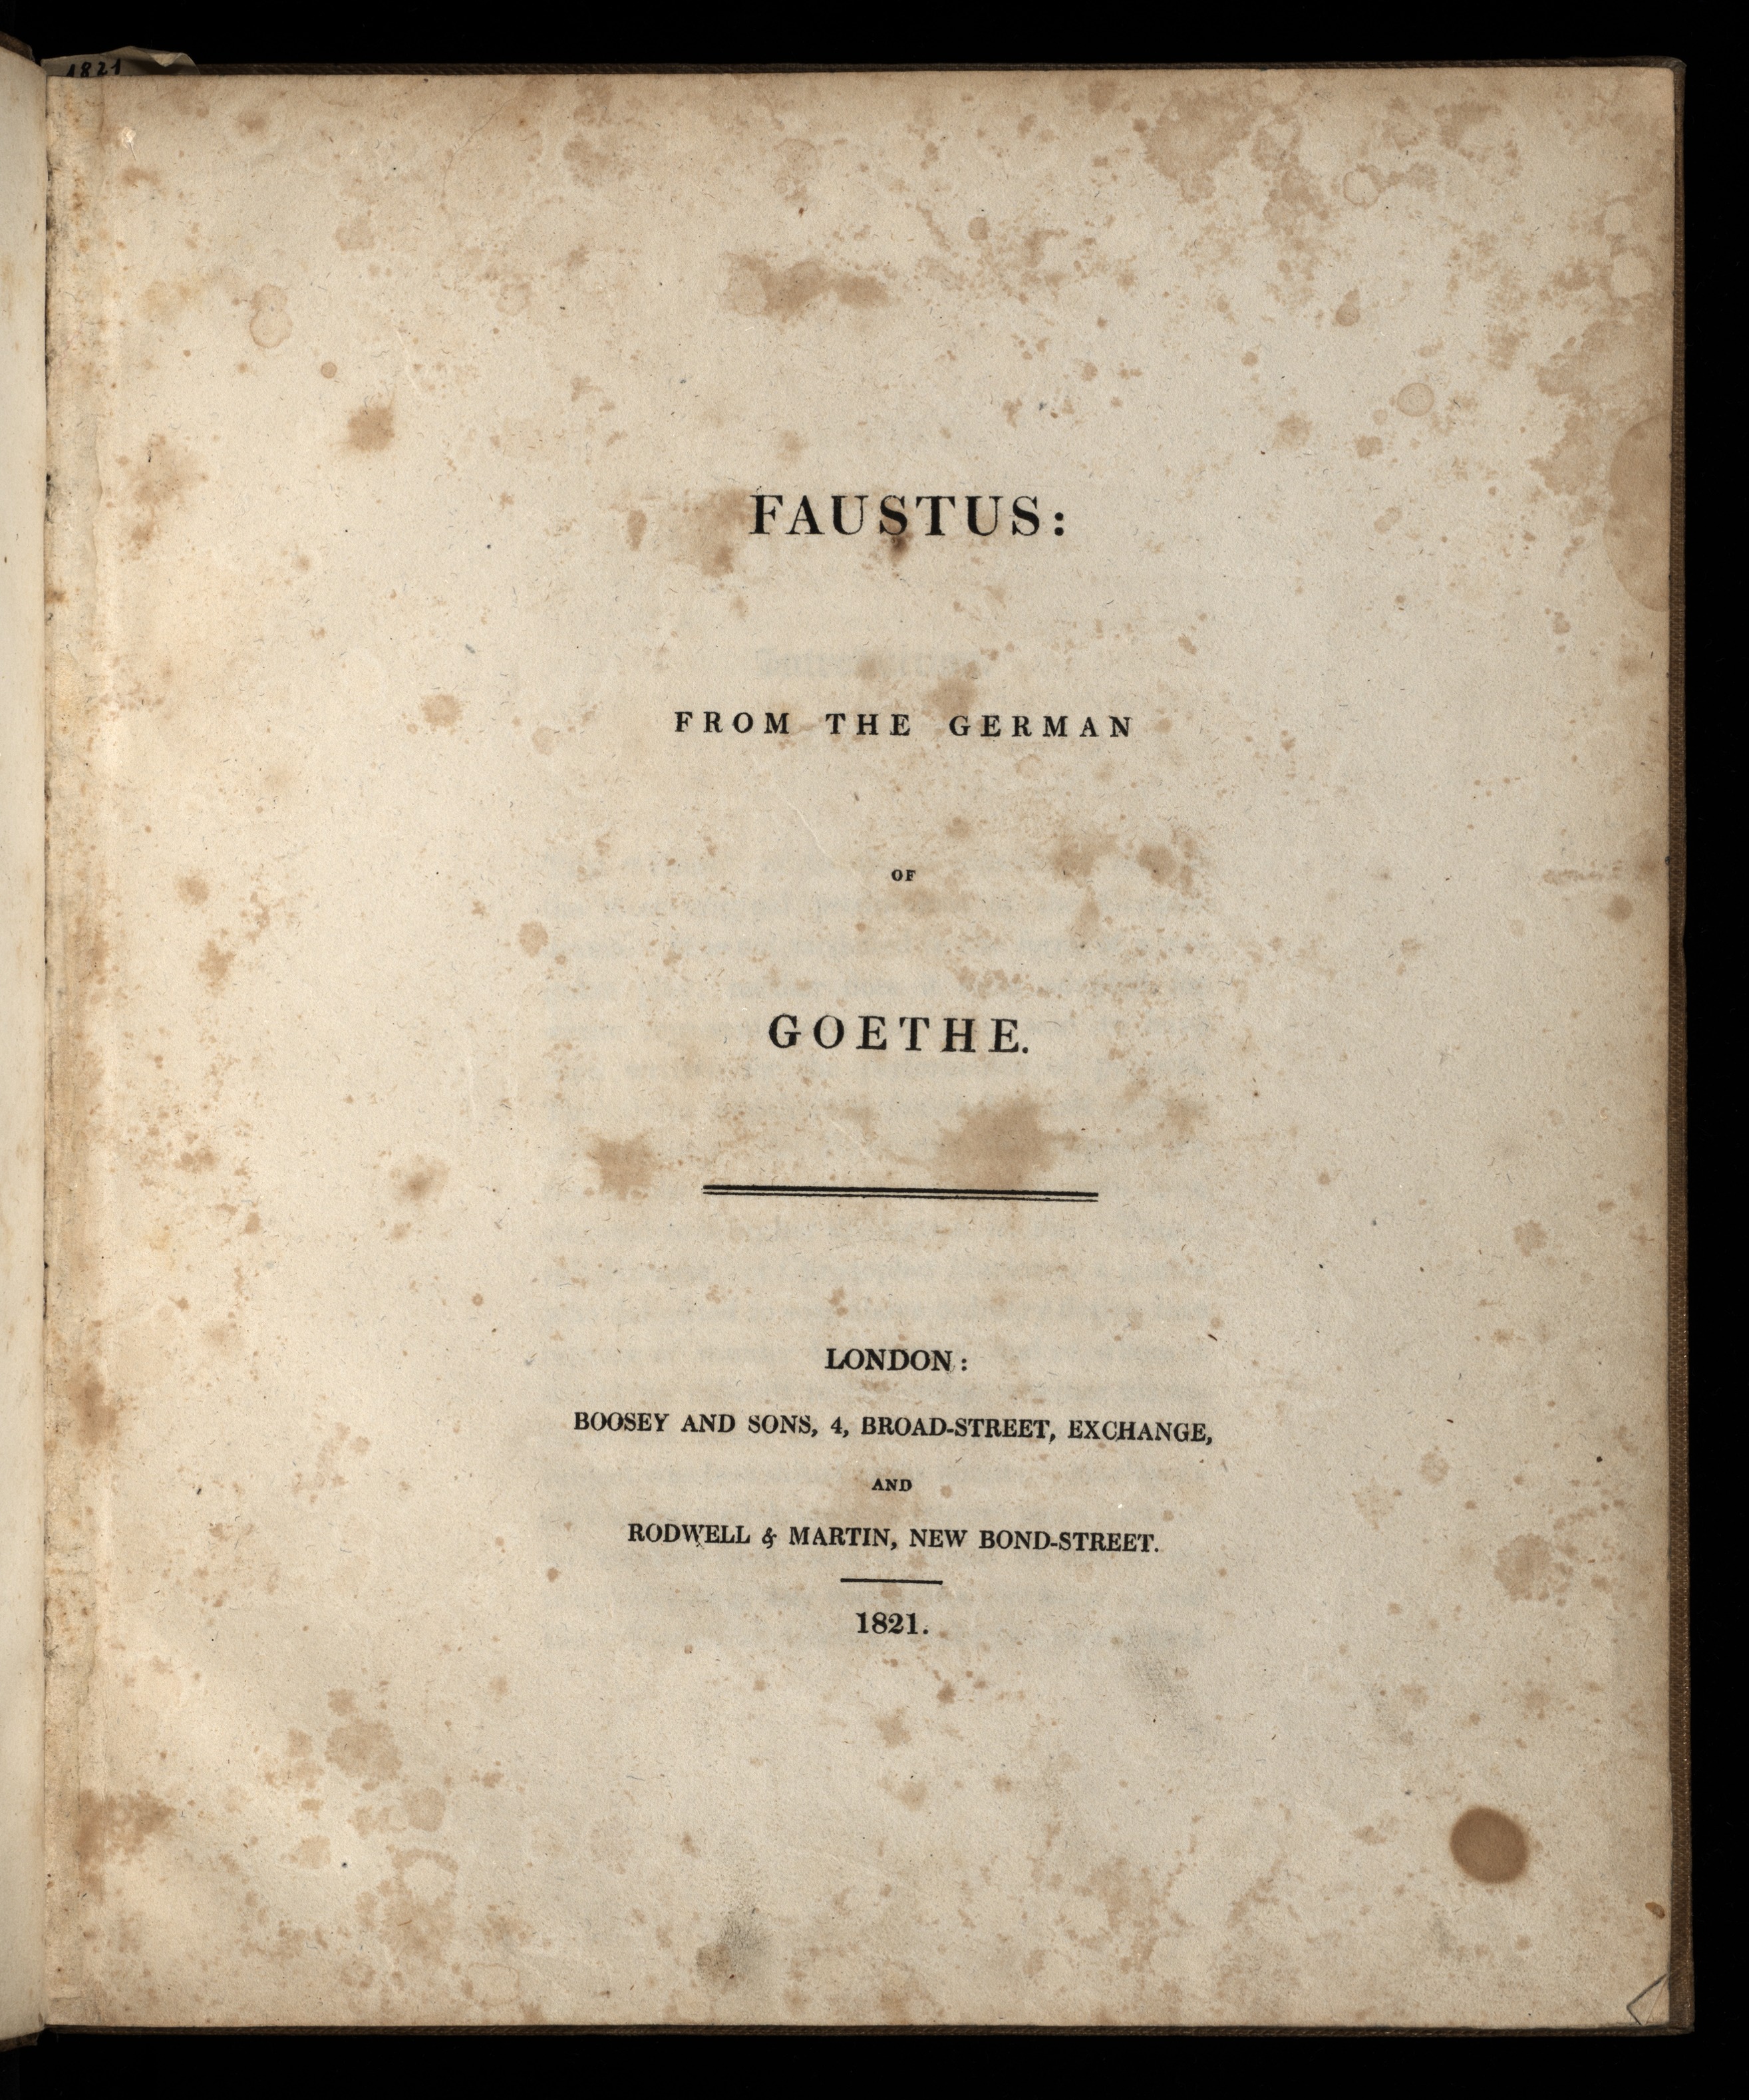 1821
FAUSTUS:
FROM THE GERMAN
OF
GOETHE.
LONDON:
BOOSEY AND SONS, 4, BROAD-STREET, EXCHANGE,
AND
RODWELL & MARTIN, NEW BOND-STREET.
1821.